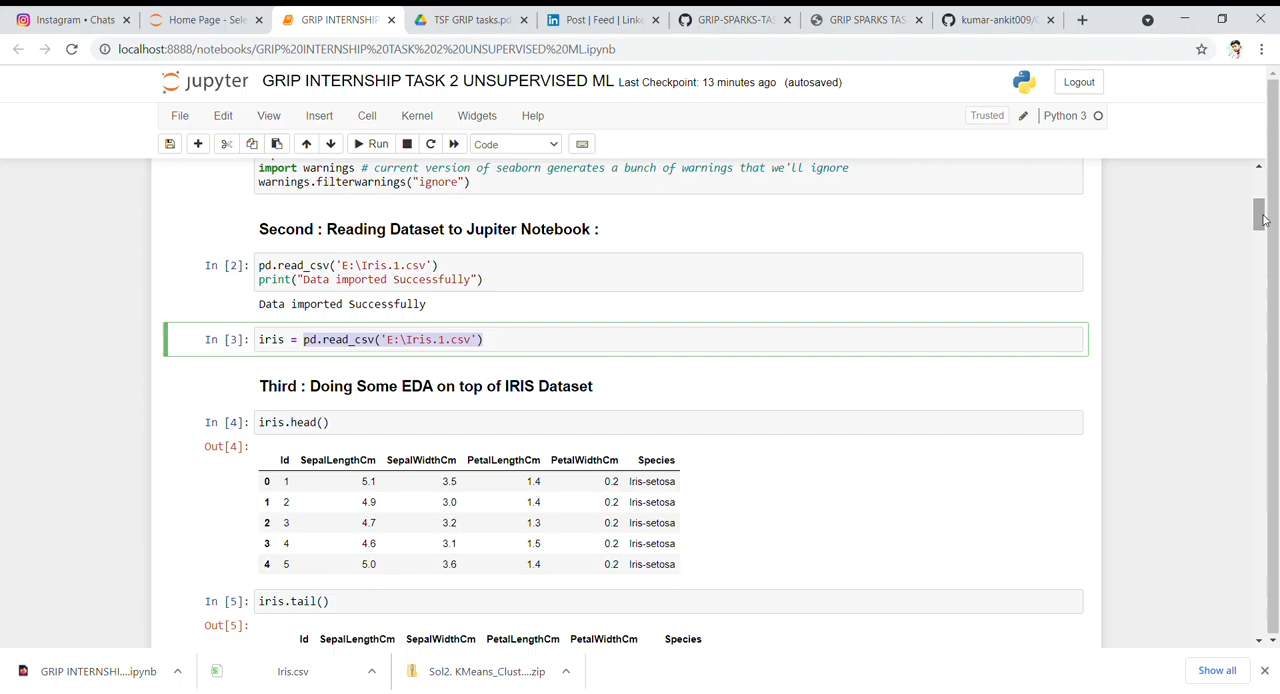 Instagram • Chats
Home Page - Sele
GRIP INTERNSHIP
TSF GRIP tasks.pd
Post | Feed | Linke
GRIP-SPARKS-TAS
GRIP SPARKS TAS
kumar-ankit009/G
localhost:8888/notebooks/GRIP%20INTERNSHIP%20TASK%202%20UNSUPERVISED%20ML.ipynb
jupyter GRIP INTERNSHIP TASK 2 UNSUPERVISED ML Last Checkpoint: 13 minutes ago (autosaved)
Logout
File Edit View Insert Cell Kernel Widgets Help
Trusted Python 3
Run Code
import warnings # current version of seaborn generates a bunch of warnings that we'll ignore
warnings.filterwarnings("ignore")
Second : Reading Dataset to Jupiter Notebook :
In [2]: pd.read_csv('E:\Iris.1.csv')
print("Data imported Successfully")
Data imported Successfully
In [3]: iris = pd.read_csv('E:\Iris.1.csv')
Third : Doing Some EDA on top of IRIS Dataset
In [4]: iris.head()
Out[4]:
Id SepalLengthCm SepalWidthCm PetalLengthCm PetalWidthCm Species
0 1 5.1 3.5 1.4 0.2 Iris-setosa
1 2 4.9 3.0 1.4 0.2 Iris-setosa
2 3 4.7 3.2 1.3 0.2 Iris-setosa
3 4 4.6 3.1 1.5 0.2 Iris-setosa
4 5 5.0 3.6 1.4 0.2 Iris-setosa
In [5]: iris.tail()
Out[5]:
Id SepalLengthCm SepalWidthCm PetalLengthCm PetalWidthCm Species
GRIP INTERNSHI....ipynb
Iris.csv
Sol2. KMeans_Clust....zip
Show all